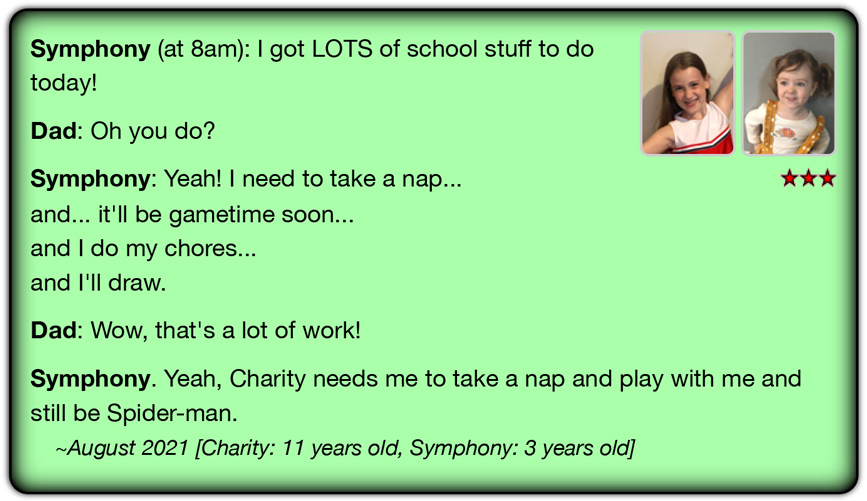 Symphony (at 8am): I got LOTS of school stuff to do
today!
Dad: Oh you do?
Symphony: Yeah! I need to take a nap...
and... it'll be gametime soon...
and I do my chores...
and I'll draw.
Dad: Wow, that's a lot of work!
Symphony. Yeah, Charity needs me to take a nap and play with me and
still be Spider-man.
~August 2021 [Charity: 11 years old, Symphony: 3 years old]